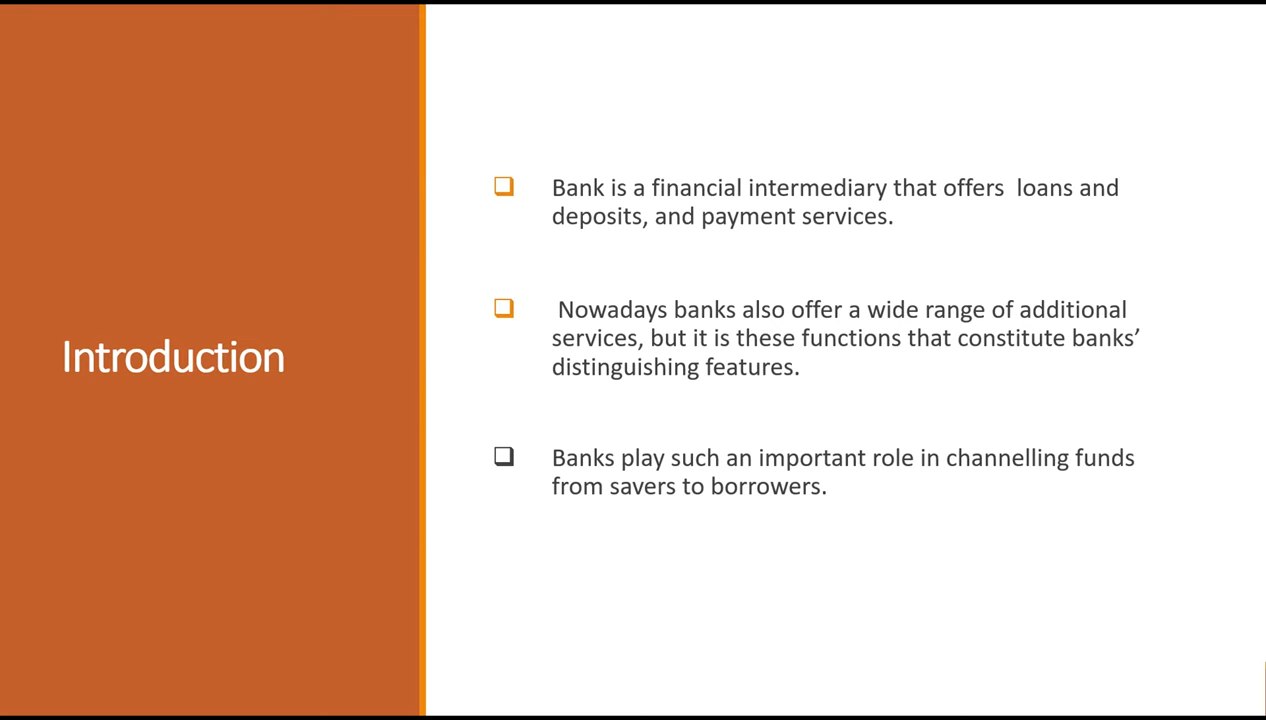 Introduction
Bank is a financial intermediary that offers  loans and
deposits, and payment services.
Nowadays banks also offer a wide range of additional
services, but it is these functions that constitute banks’
distinguishing features.
Banks play such an important role in channelling funds
from savers to borrowers.